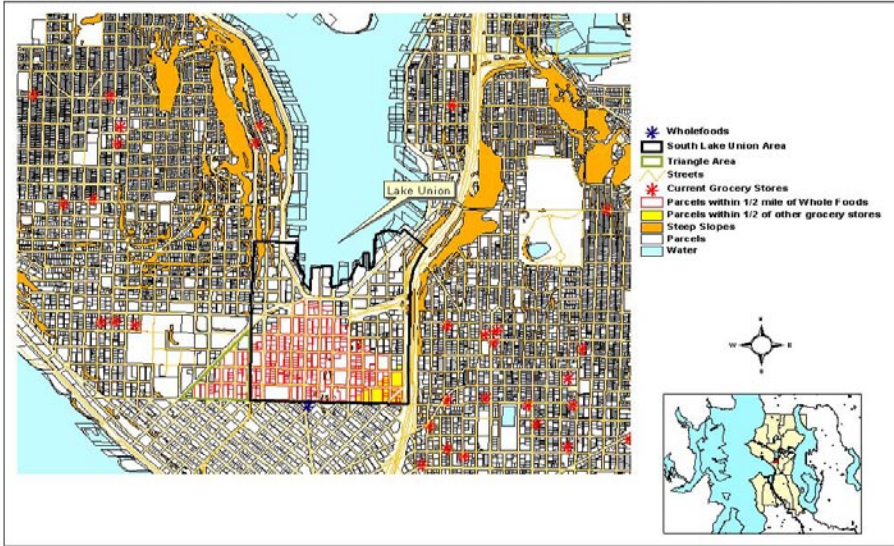 Lake Union
Wholefoods
South Lake Union Area
Triangle Area
Streets
Current Grocery Stores
Parcels within 1/2 mile of Whole Foods
Parcels within 1/2 of other grocery stores
Steep Slopes
Parcels
Water
N
W E
S